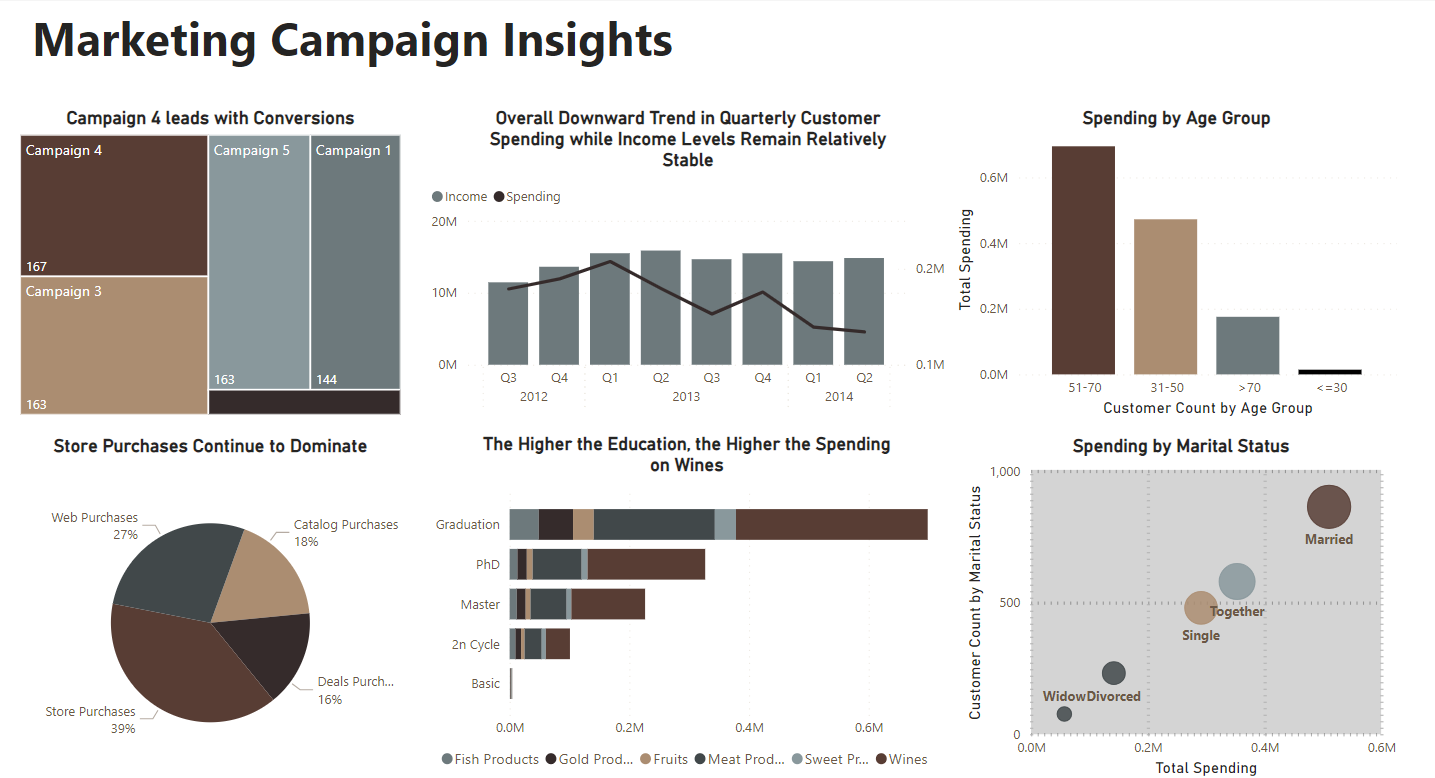 Marketing Campaign Insights
Campaign 4 leads with Conversions
Campaign 4
167
Campaign 3
163
Campaign 5
163
Campaign 1
144
Overall Downward Trend in Quarterly Customer
Spending while Income Levels Remain Relatively
Stable
Income Spending
20M
10M
0M
0.2M
0.1M
Q3 Q4 Q1 Q2 Q3 Q4 Q1 Q2
2012 2013 2014
Spending by Age Group
Total Spending
0.6M
0.4M
0.2M
0.0M
51-70 31-50 >70 <=30
Customer Count by Age Group
Store Purchases Continue to Dominate
Web Purchases
27%
Catalog Purchases
18%
Deals Purch...
16%
Store Purchases
39%
The Higher the Education, the Higher the Spending
on Wines
Graduation
PhD
Master
2n Cycle
Basic
0.0M 0.2M 0.4M 0.6M
Fish Products Gold Prod... Fruits Meat Prod... Sweet Pr... Wines
Spending by Marital Status
Customer Count by Marital Status
1,000
500
0
Married
Together
Single
Widow Divorced
0.0M 0.2M 0.4M 0.6M
Total Spending